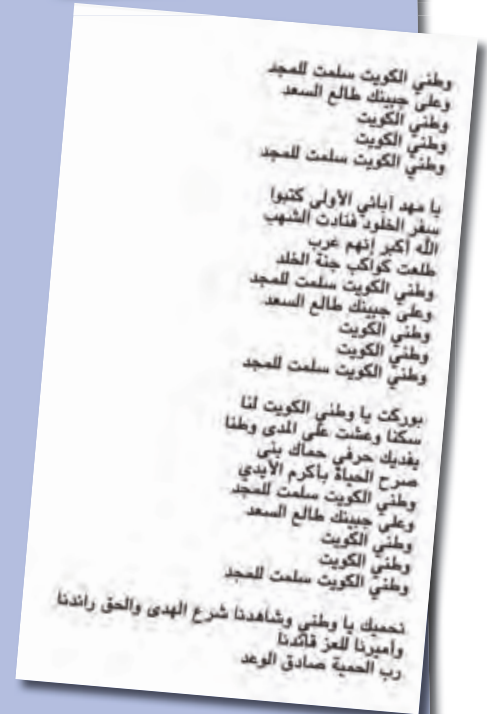 وطني الكويت سلمت للمجد
وعلى جبينك طالع السعد
وطني الكويت
وطني الكويت
وطني الكويت سلمت للمجد
يا مهد آبائي الأولى كتبوا
سفر الخلود فنادت الشهب
الله أكبر إنهم عرب
طلعت كواكب جنة الخلد
وطني الكويت سلمت للمجد
وعلى جبينك طالع السعد
وطني الكويت
وطني الكويت
وطني الكويت سلمت للمجد
بوركت يا وطني الكويت لنا
سكنا وعشت على المدى وطنا
يفديك حر في حماك بنى
صرح الحياة بأكرم الأيدي
وطني الكويت سلمت للمجد
وعلى جبينك طالع السعد
وطني الكويت
وطني الكويت
وطني الكويت سلمت للمجد
نحميك يا وطني وشاهدنا شرع الهدى والحق رائدنا
وأميرنا للعز قائدنا
رب الحمية صادق الوعد